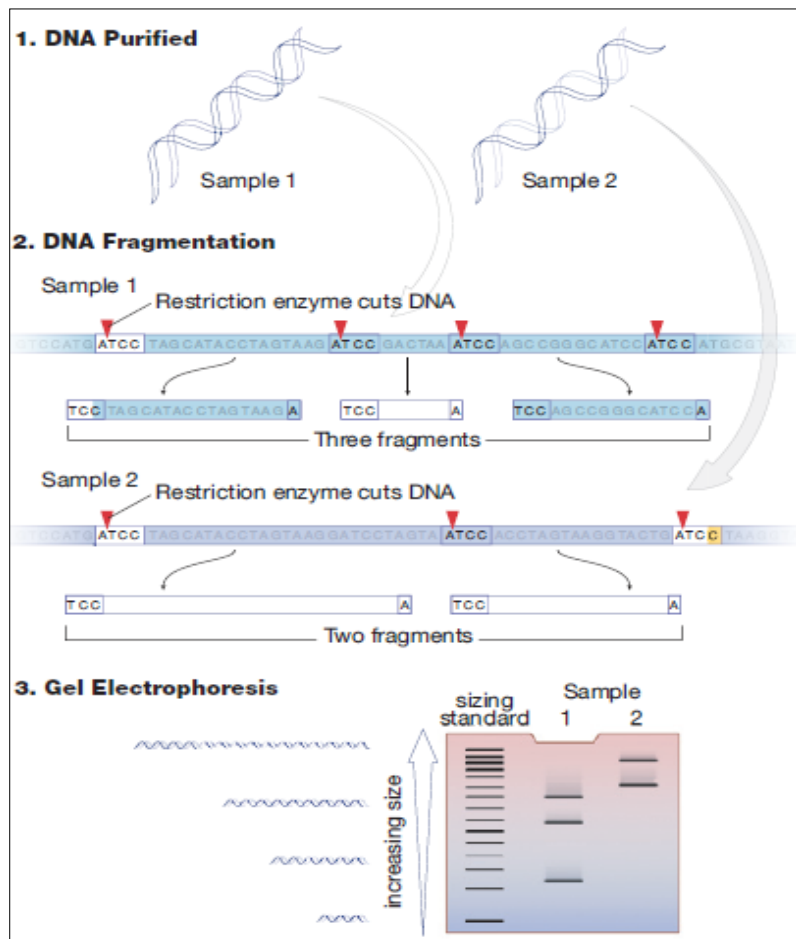 1. DNA Purified
Sample 1
Sample 2
2. DNA Fragmentation
Sample 1
Restriction enzyme cuts DNA
ATCC TAGCATACCTAGTAAG ATCC GACTAA ATCC AGCCGGGCATCC ATCC
TCC TAGCATACCTAGTAAG A TCC A TCC AGCCGGGCATCC A
Three fragments
Sample 2
Restriction enzyme cuts DNA
ATCC TAGCATACCTAGTAAGGATCCTAGTA ATCC ACCTAGTAAGGTACTG ATCC
TCC A TCC A
Two fragments
3. Gel Electrophoresis
sizing standard
Sample
1 2
increasing size